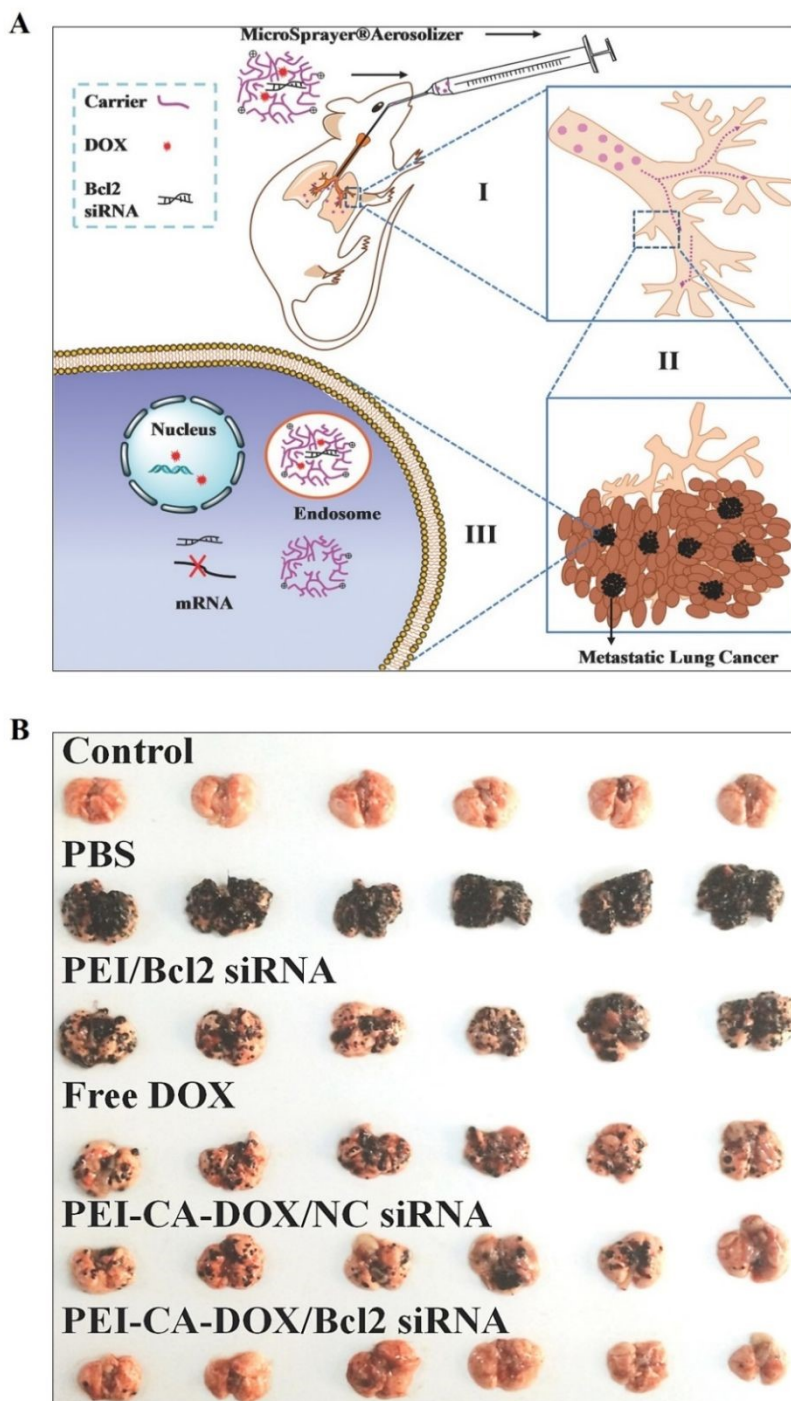 A
MicroSprayer®Aerosolizer
Carrier
DOX
Bcl2
siRNA
I
II
Nucleus
Endosome
III
mRNA
Metastatic Lung Cancer
B
Control
PBS
PEI/Bcl2 siRNA
Free DOX
PEI-CA-DOX/NC siRNA
PEI-CA-DOX/Bcl2 siRNA